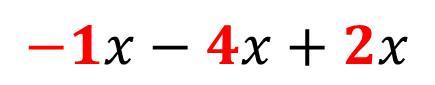 −1x − 4x + 2x